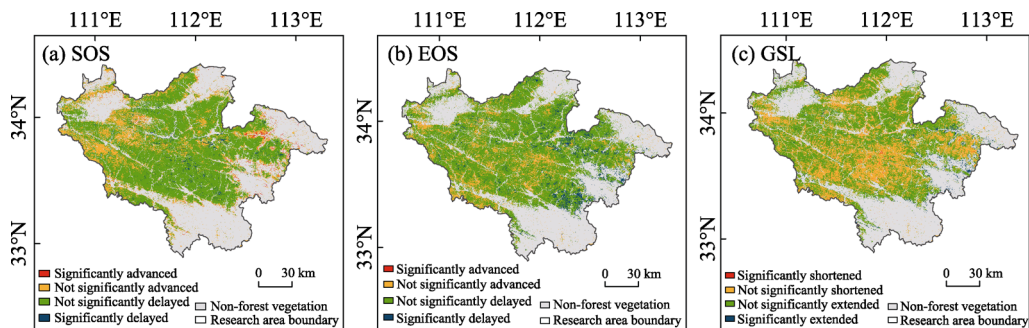 111°E 112°E 113°E
(a) SOS
34°N
33°N
Significantly advanced
Not significantly advanced
Not significantly delayed
Significantly delayed
0 30 km
Non-forest vegetation
Research area boundary
111°E 112°E 113°E
(b) EOS
34°N
33°N
Significantly advanced
Not significantly advanced
Not significantly delayed
Significantly delayed
0 30 km
Non-forest vegetation
Research area boundary
111°E 112°E 113°E
(c) GSL
34°N
33°N
Significantly shortened
Not significantly shortened
Not significantly extended
Significantly extended
0 30 km
Non-forest vegetation
Research area boundary